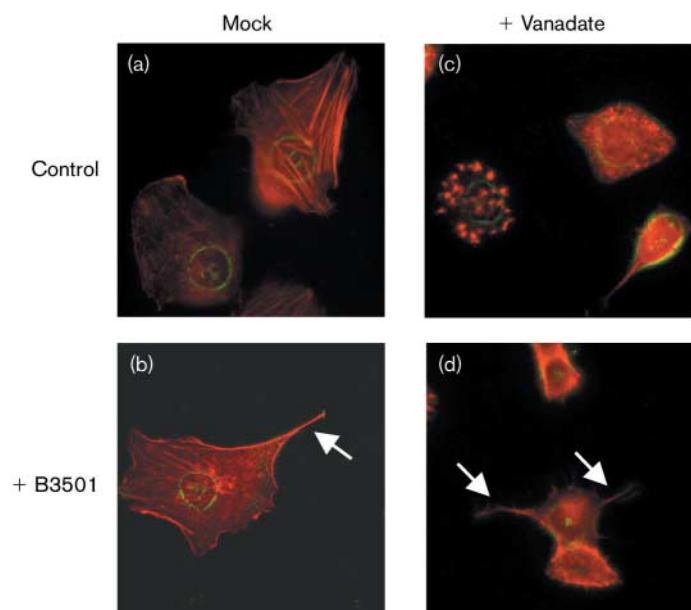 Mock
+ Vanadate
(a)
(c)
Control
(b)
(d)
+ B3501